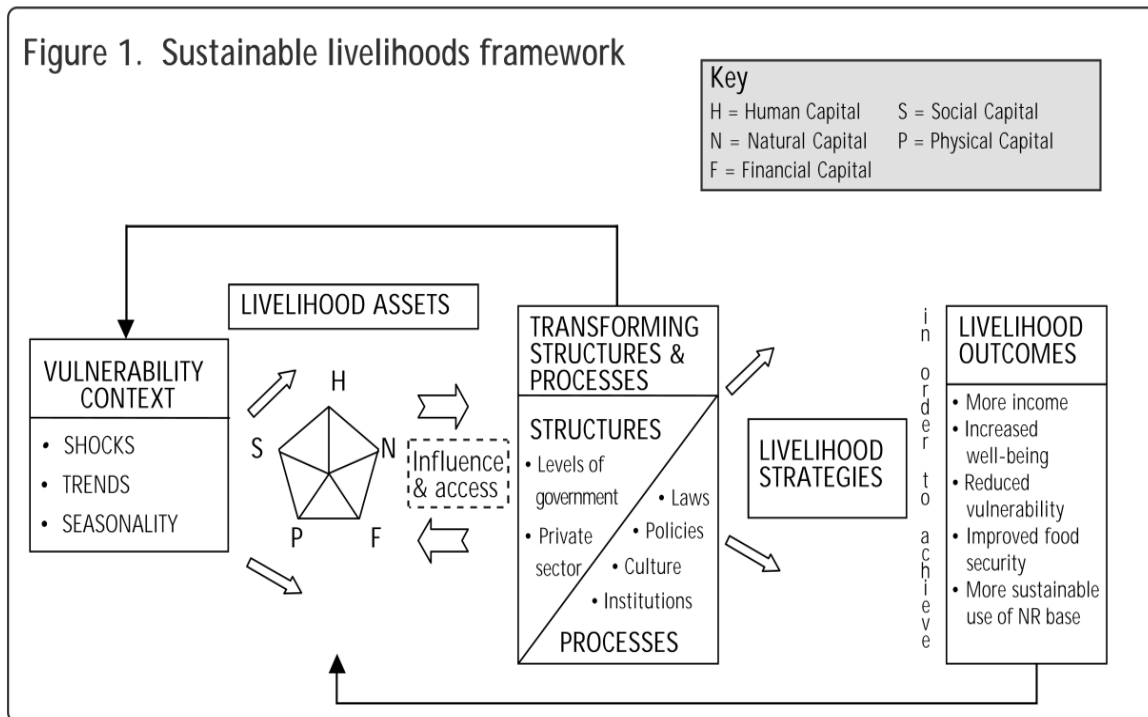 Figure 1. Sustainable livelihoods framework
Key
H = Human Capital S = Social Capital
N = Natural Capital P = Physical Capital
F = Financial Capital
LIVELIHOOD ASSETS
VULNERABILITY
CONTEXT
• SHOCKS
• TRENDS
• SEASONALITY
H
S
N
P
F
Influence
& access
TRANSFORMING
STRUCTURES &
PROCESSES
STRUCTURES
• Levels of
government
• Private
sector
• Laws
• Policies
• Culture
• Institutions
PROCESSES
LIVELIHOOD
STRATEGIES
in order to achieve
LIVELIHOOD
OUTCOMES
• More income
• Increased
well-being
• Reduced
vulnerability
• Improved food
security
• More sustainable
use of NR base